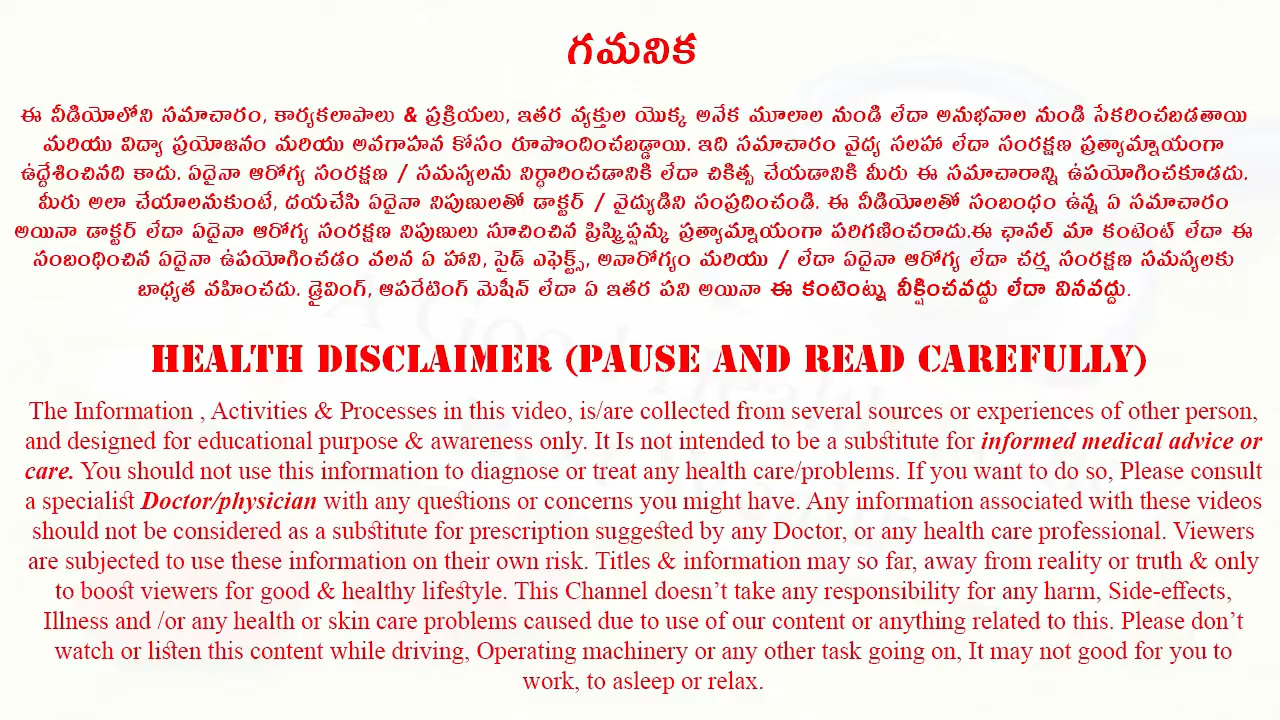 గమనిక
ఈ వీడియోలోని సమాచారం, కార్యకలాపాలు & ప్రక్రియలు, ఇతర వ్యక్తుల యొక్క అనేక మూలాల నుండి లేదా అనుభవాల నుండి సేకరించబడతాయి
మరియు విద్యా ప్రయోజనం మరియు అవగాహన కోసం రూపొందించబడ్డాయి. ఇది సమాచారం వైద్య సలహా లేదా సంరక్షణ ప్రత్యామ్నాయంగా
ఉద్దేశించినది కాదు. ఏదైనా ఆరోగ్య సంరక్షణ / సమస్యలను నిర్ధారించడానికి లేదా చికిత్స చేయడానికి మీరు ఈ సమాచారాన్ని ఉపయోగించకూడదు.
మీరు అలా చేయాలనుకుంటే, దయచేసి ఏదైనా నిపుణులతో డాక్టర్ / వైద్యుడిని సంప్రదించండి. ఈ వీడియోలతో సంబంధం ఉన్న ఏ సమాచారం
అయినా డాక్టర్ లేదా ఏదైనా ఆరోగ్య సంరక్షణ నిపుణులు సూచించిన ప్రిస్క్రిప్షన్కు ప్రత్యామ్నాయంగా పరిగణించరాదు.ఈ ఛానల్ మా కంటెంట్ లేదా ఈ
సంబంధించిన ఏదైనా ఉపయోగించడం వలన ఏ హాని, సైడ్ ఎఫెక్ట్స్, అనారోగ్యం మరియు / లేదా ఏదైనా ఆరోగ్య లేదా చర్మ సంరక్షణ సమస్యలకు
బాధ్యత వహించదు. డ్రైవింగ్, ఆపరేటింగ్ మెషీన్ లేదా ఏ ఇతర పని అయినా ఈ కంటెంట్ను వీక్షించవద్దు లేదా వినవద్దు.
HEALTH DISCLAIMER (PAUSE AND READ CAREFULLY)
The Information , Activities & Processes in this video, is/are collected from several sources or experiences of other person,
and designed for educational purpose & awareness only. It Is not intended to be a substitute for informed medical advice or
care. You should not use this information to diagnose or treat any health care/problems. If you want to do so, Please consult
a specialist Doctor/physician with any questions or concerns you might have. Any information associated with these videos
should not be considered as a substitute for prescription suggested by any Doctor, or any health care professional. Viewers
are subjected to use these information on their own risk. Titles & information may so far, away from reality or truth & only
to boost viewers for good & healthy lifestyle. This Channel doesn't take any responsibility for any harm, Side-effects,
Illness and /or any health or skin care problems caused due to use of our content or anything related to this. Please don't
watch or listen this content while driving, Operating machinery or any other task going on, It may not good for you to
work, to asleep or relax.